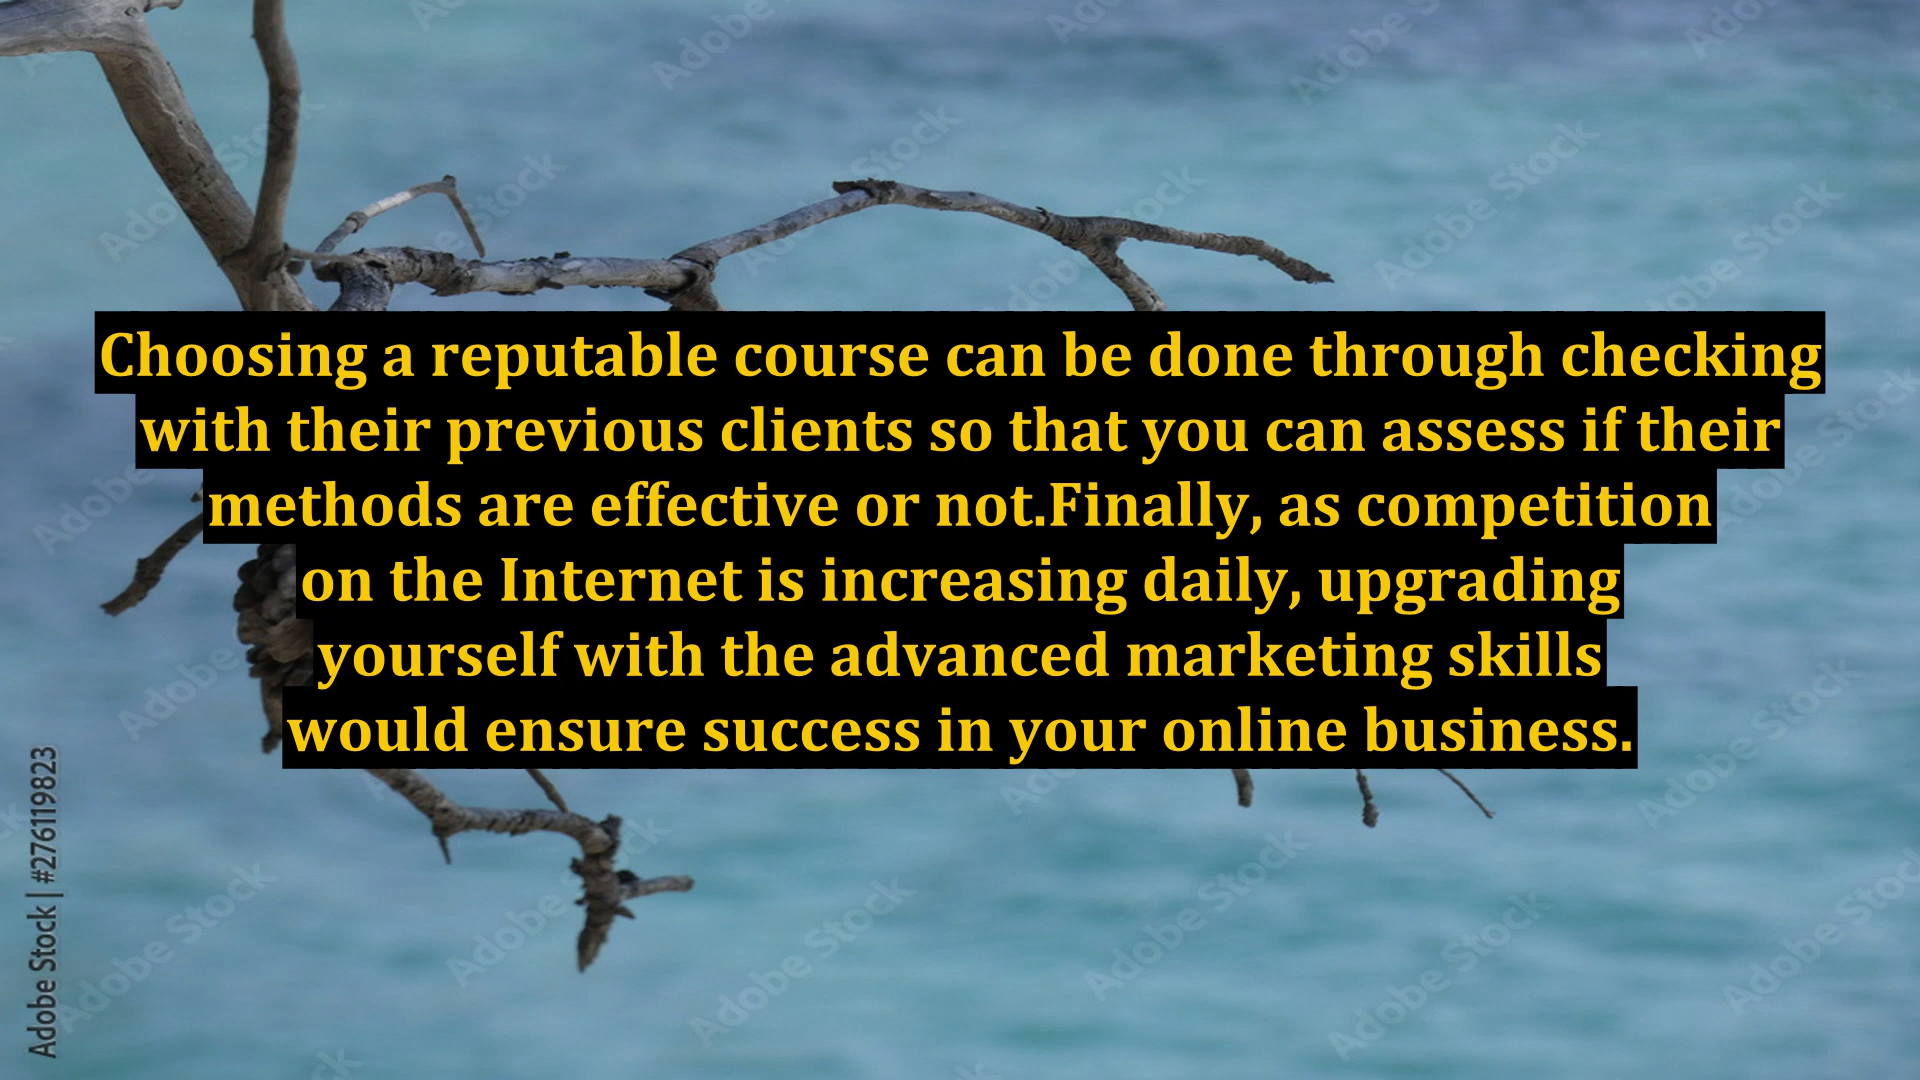 Choosing a reputable course can be done through checking
with their previous clients so that you can assess if their
methods are effective or not.Finally, as competition
on the Internet is increasing daily, upgrading
yourself with the advanced marketing skills
would ensure success in your online business.
Adobe Stock | #276119823
Adobe Stock